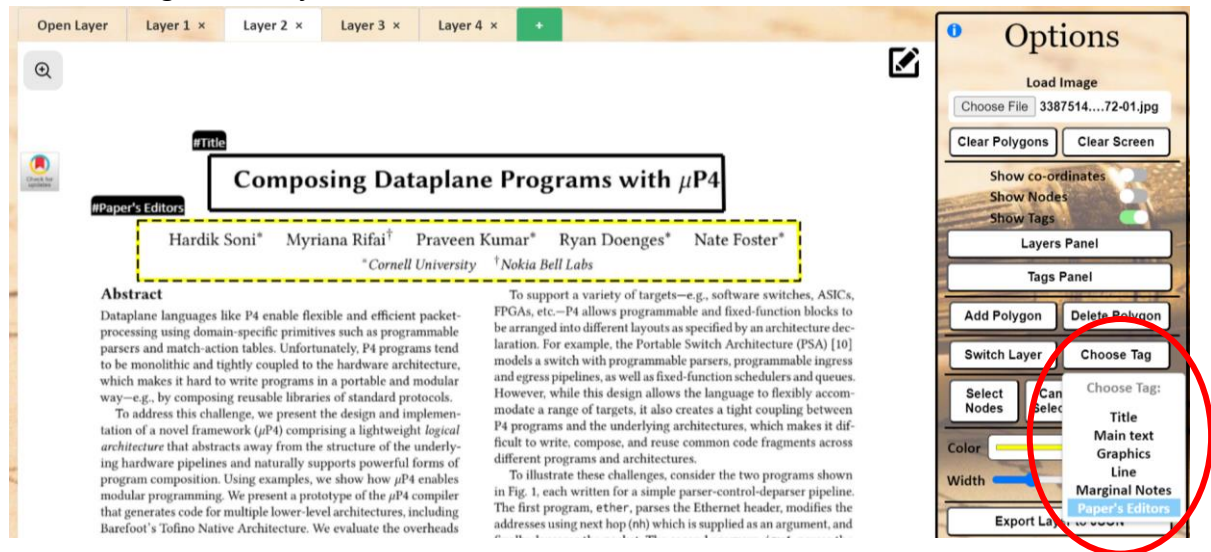 Open Layer Layer 1 × Layer 2 × Layer 3 × Layer 4 × +
#Title
Check for
updates
Composing Dataplane Programs with μP4
#Paper's Editors
Hardik Soni* Myriana Rifai† Praveen Kumar* Ryan Doenges* Nate Foster*
*Cornell University †Nokia Bell Labs
Abstract
Dataplane languages like P4 enable flexible and efficient packet-
processing using domain-specific primitives such as programmable
parsers and match-action tables. Unfortunately, P4 programs tend
to be monolithic and tightly coupled to the hardware architecture,
which makes it hard to write programs in a portable and modular
way—e.g., by composing reusable libraries of standard protocols.
To address this challenge, we present the design and implemen-
tation of a novel framework (μP4) comprising a lightweight logical
architecture that abstracts away from the structure of the underly-
ing hardware pipelines and naturally supports powerful forms of
program composition. Using examples, we show how μP4 enables
modular programming. We present a prototype of the μP4 compiler
that generates code for multiple lower-level architectures, including
Barefoot's Tofino Native Architecture. We evaluate the overheads
To support a variety of targets—e.g., software switches, ASICs,
FPGAs, etc.—P4 allows programmable and fixed-function blocks to
be arranged into different layouts as specified by an architecture dec-
laration. For example, the Portable Switch Architecture (PSA) [10]
models a switch with programmable parsers, programmable ingress
and egress pipelines, as well as fixed-function schedulers and queues.
However, while this design allows the language to flexibly accom-
modate a range of targets, it also creates a tight coupling between
P4 programs and the underlying architectures, which makes it dif-
ficult to write, compose, and reuse common code fragments across
different programs and architectures.
To illustrate these challenges, consider the two programs shown
in Fig. 1, each written for a simple parser-control-deparser pipeline.
The first program, ether, parses the Ethernet header, modifies the
addresses using next hop (nh) which is supplied as an argument, and
Options
Load Image
Choose File 3387514....72-01.jpg
Clear Polygons Clear Screen
Show co-ordinates
Show Nodes
Show Tags
Layers Panel
Tags Panel
Add Polygon Delete Polygon
Switch Layer Choose Tag
Select
Nodes
Choose Tag:
Title
Main text
Graphics
Line
Marginal Notes
Paper's Editors
Color
Width
Export Layer to JSON